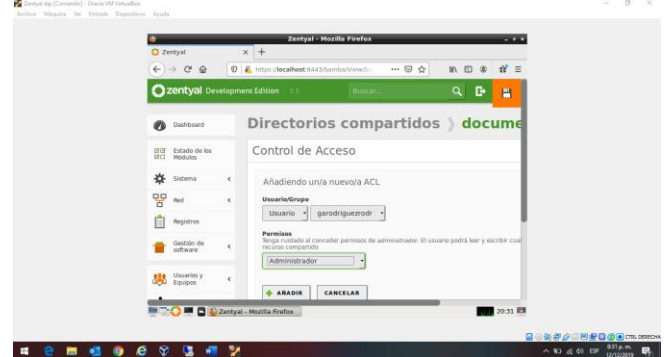 Zentyal dip [Corriendo] - Oracle VM VirtualBox
Archivo Máquina Ver Entrada Dispositivos Ayuda
Zentyal - Mozilla Firefox
Zentyal
https://localhost:8443/Samba/View/S
zentyal Development Edition
Buscar...
Dashboard
Estado de los Módulos
Sistema
Red
Registros
Gestión de software
Usuarios y Equipos
Directorios compartidos docume
Control de Acceso
Añadiendo un/a nuevo/a ACL
Usuario/Grupo
Usuario garodriguezrodr
Permisos
Tenga cuidado al conceder permisos de administrador. El usuario podrá leer y escribir cual
recurso compartido
Administrador
AÑADIR CANCELAR
Zentyal - Mozilla Firefox 20:31
CTRL DERECHA
ESP 8:31 p. m.
12/12/2019